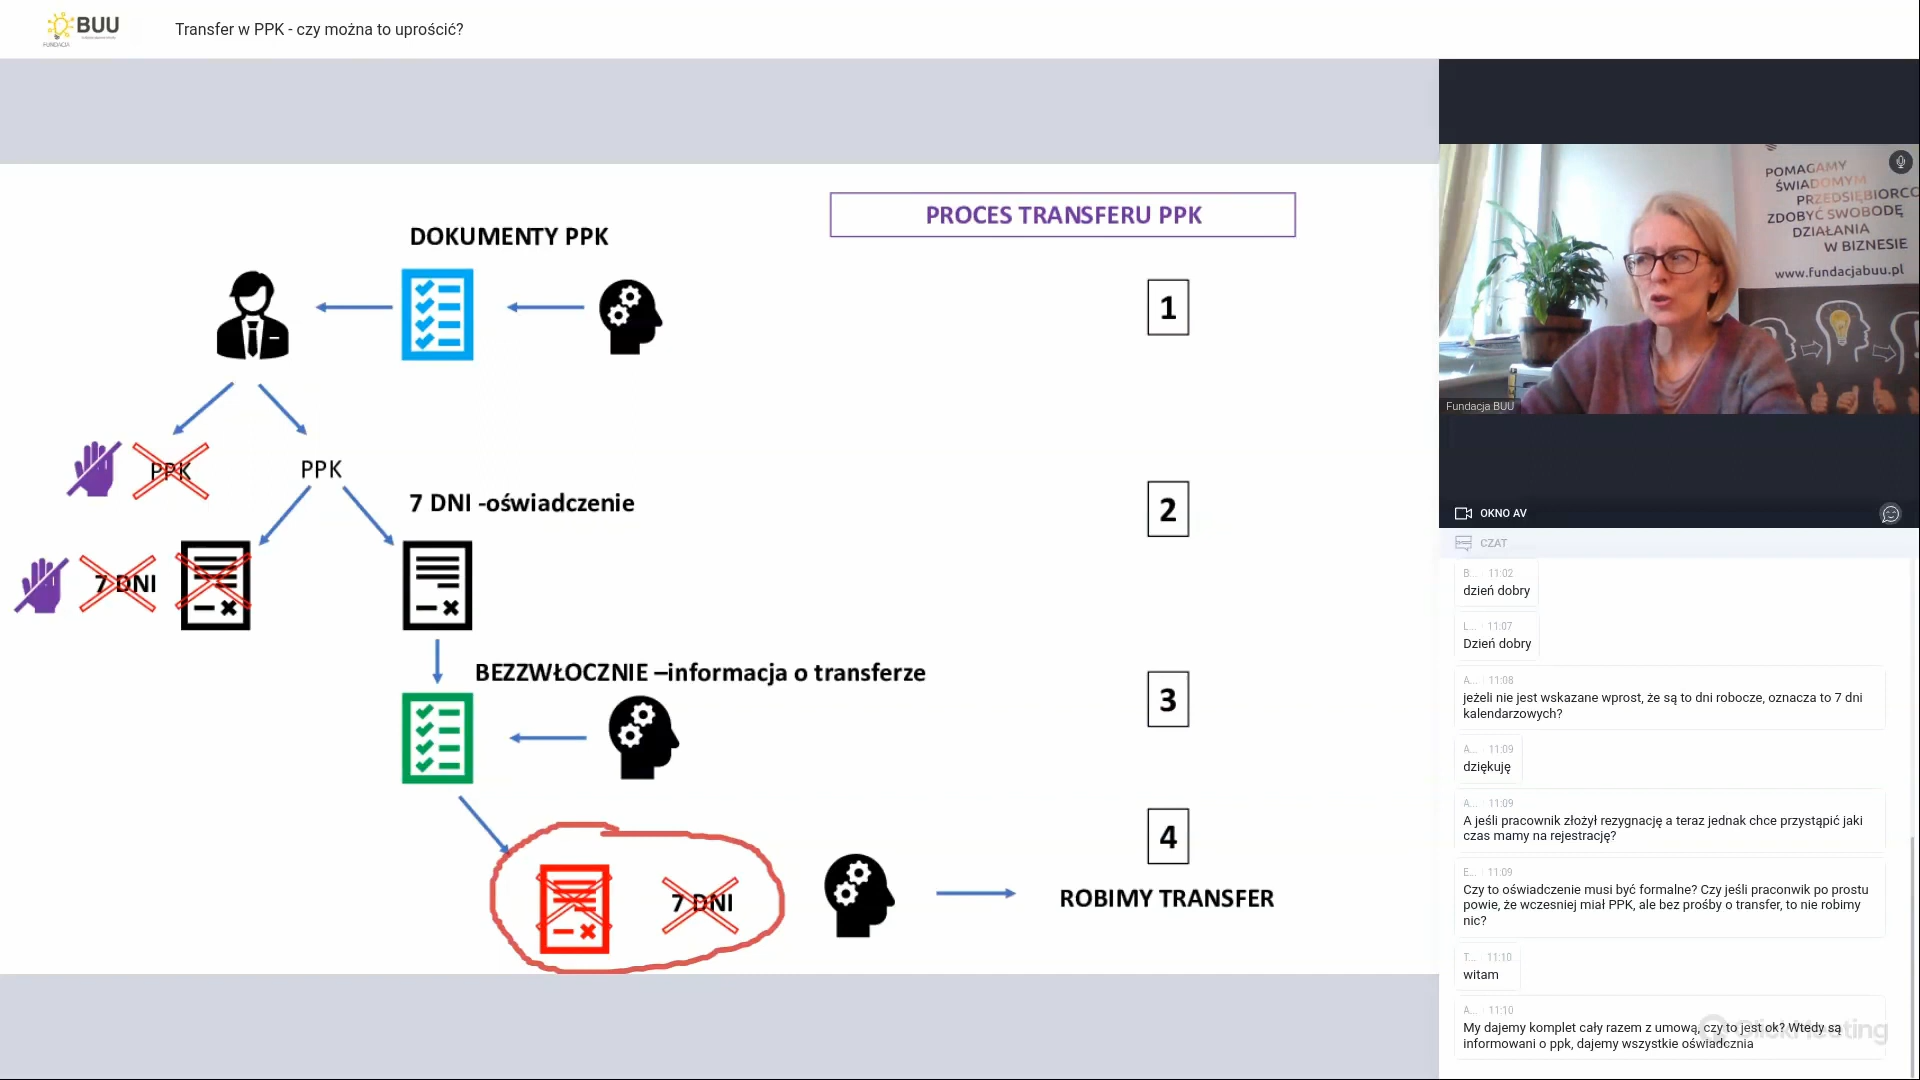 BUU
FUNDACJA
Transfer w PPK - czy można to uprościć?
PROCES TRANSFERU PPK
DOKUMENTY PPK
1
PPK
PPK
7 DNI -oświadczenie
2
7 DNI
BEZZWŁOCZNIE –informacja o transferze
3
4
7 DNI
ROBIMY TRANSFER
POMAGAMY
ŚWIADOMYM
PRZEDSIĘBIORCO
ZDOBYĆ SWOBODĘ
DZIAŁANIA
W BIZNESIE
www.fundacjabuu.pl
Fundacja BUU
OKNO AV
CZAT
B... 11:02
dzień dobry
L... 11:07
Dzień dobry
A... 11:08
jeżeli nie jest wskazane wprost, że są to dni robocze, oznacza to 7 dni
kalendarzowych?
A... 11:09
dziękuję
A... 11:09
A jeśli pracownik złożył rezygnację a teraz jednak chce przystąpić jaki
czas mamy na rejestrację?
E... 11:09
Czy to oświadczenie musi być formalne? Czy jeśli praconwik po prostu
powie, że wczesniej miał PPK, ale bez prośby o transfer, to nie robimy
nic?
T... 11:10
witam
A... 11:10
My dajemy komplet cały razem z umową, czy to jest ok? Wtedy są
informowani o ppk, dajemy wszystkie oświadcznia
ClickMeeting